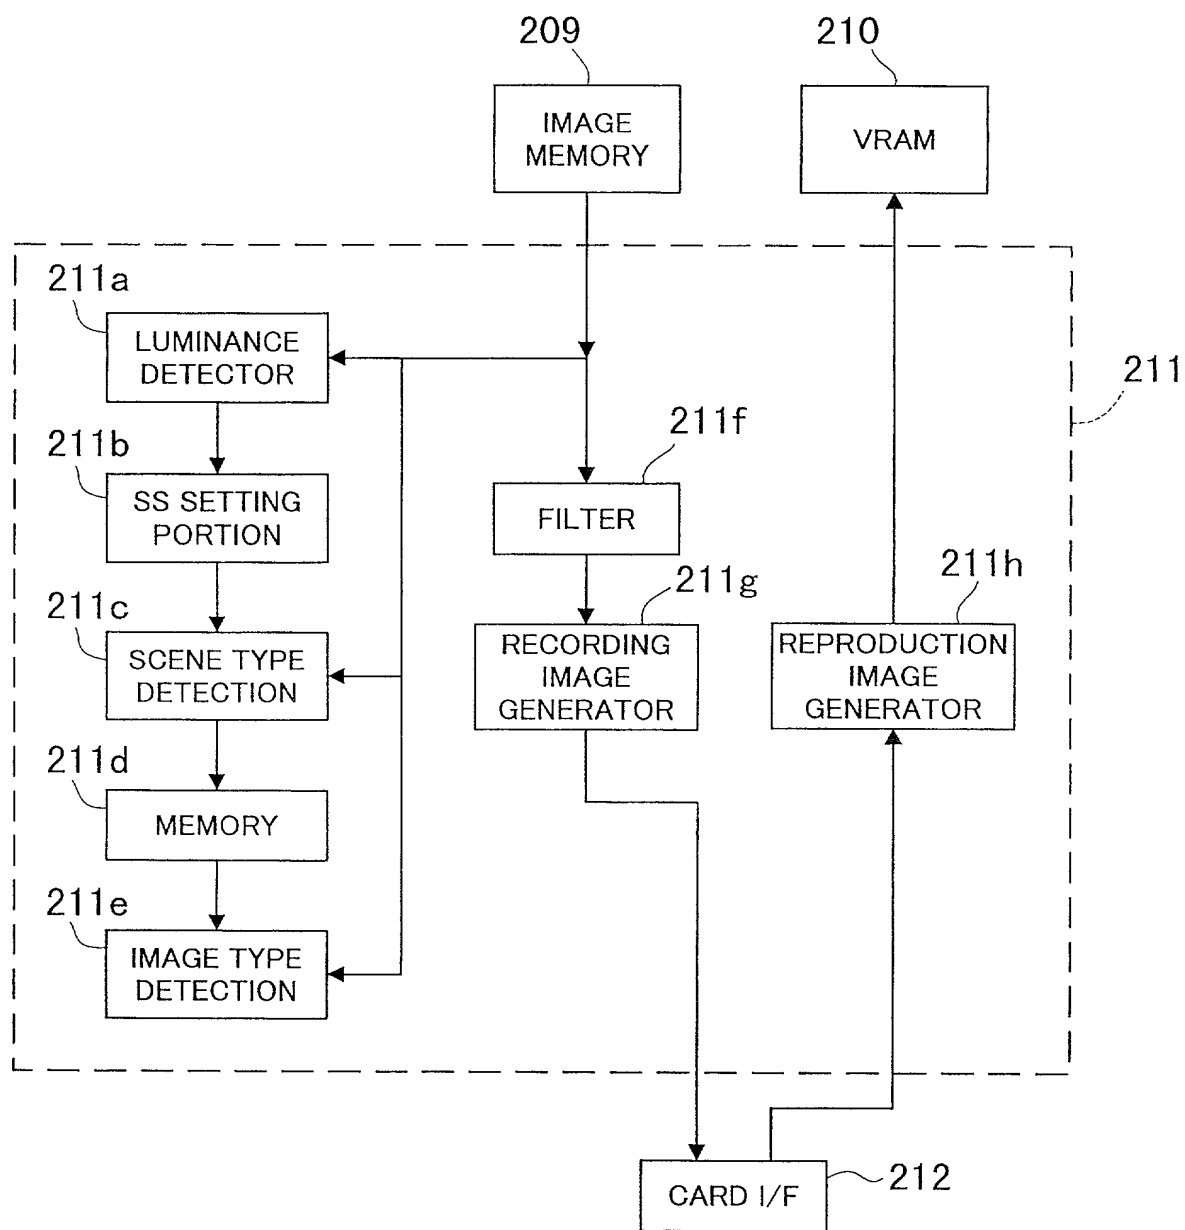 209
210
IMAGE
MEMORY
VRAM
211a
LUMINANCE
DETECTOR
211
211b
SS SETTING
PORTION
211f
FILTER
211c
SCENE TYPE
DETECTION
211g
RECORDING
IMAGE
GENERATOR
211h
REPRODUCTION
IMAGE
GENERATOR
211d
MEMORY
211e
IMAGE TYPE
DETECTION
CARD I/F
212